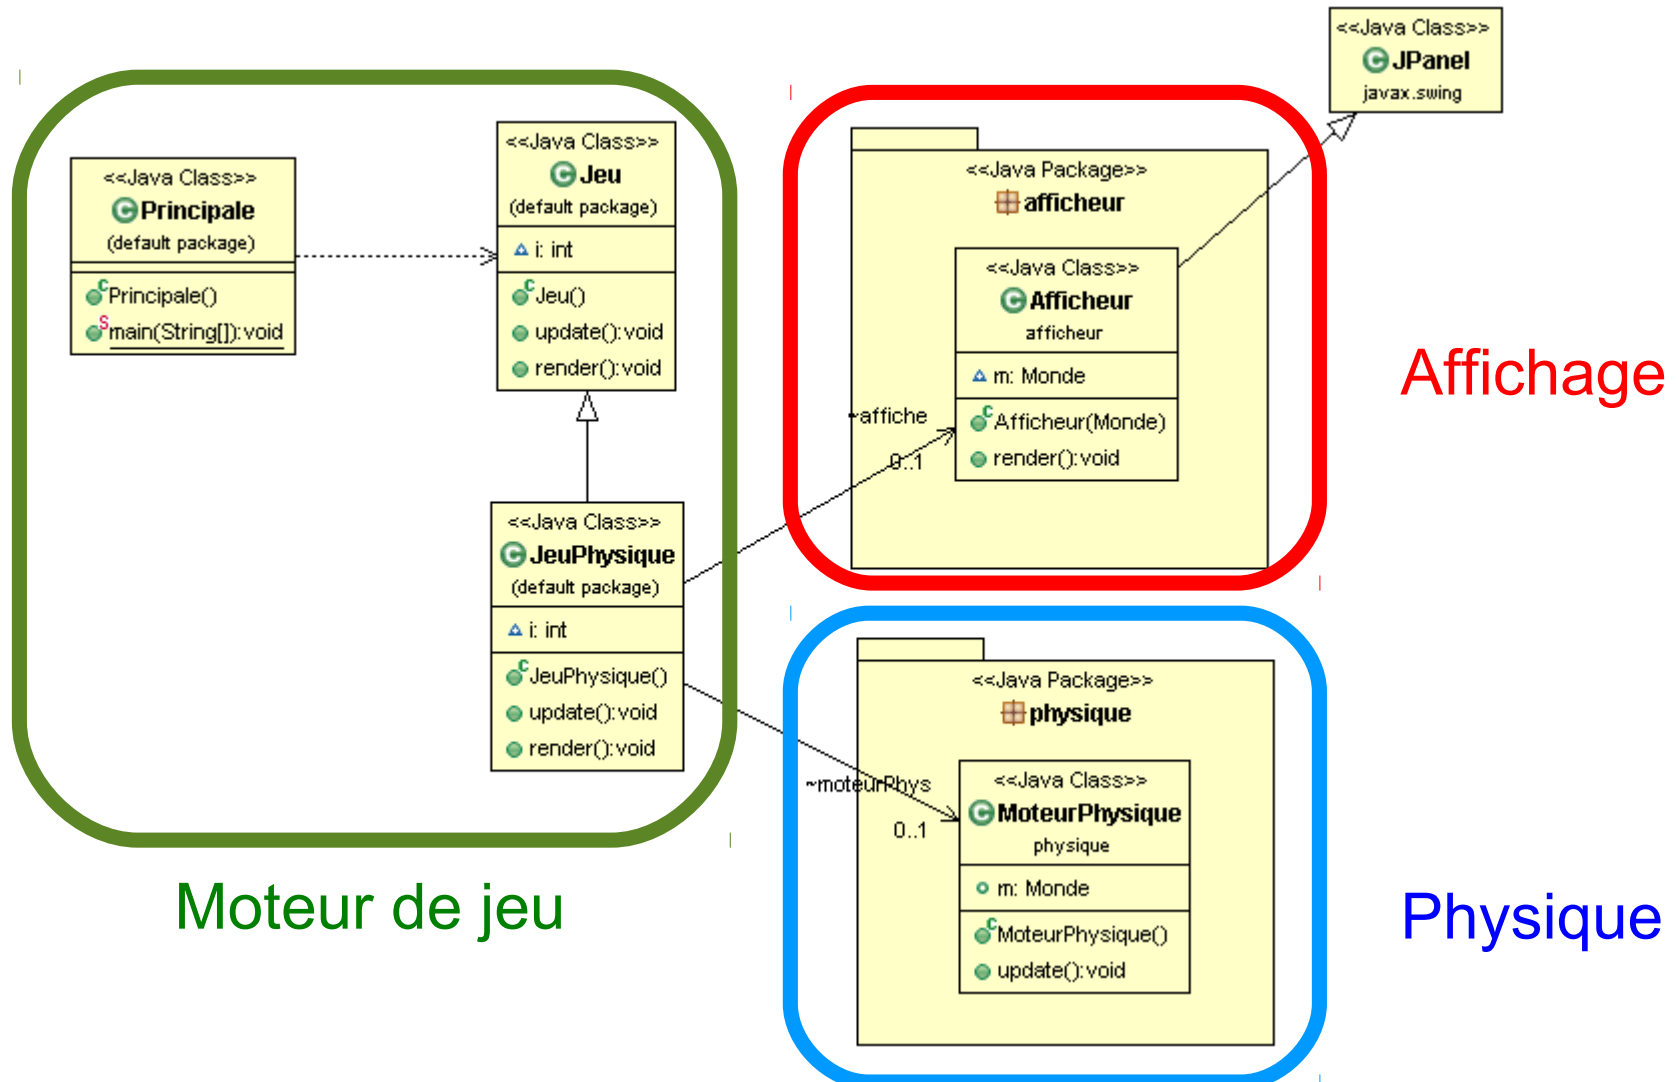 <<Java Class>>
JPanel
javax.swing
<<Java Class>>
Principale
(default package)
Principale()
main(String[]):void
<<Java Class>>
Jeu
(default package)
i: int
Jeu()
update():void
render():void
<<Java Class>>
JeuPhysique
(default package)
i: int
JeuPhysique()
update():void
render():void
Moteur de jeu
<<Java Package>>
afficheur
<<Java Class>>
Afficheur
afficheur
m: Monde
Afficheur(Monde)
render():void
~affiche
0..1
Affichage
<<Java Package>>
physique
<<Java Class>>
MoteurPhysique
physique
m: Monde
MoteurPhysique()
update():void
~moteurPhys
0..1
Physique